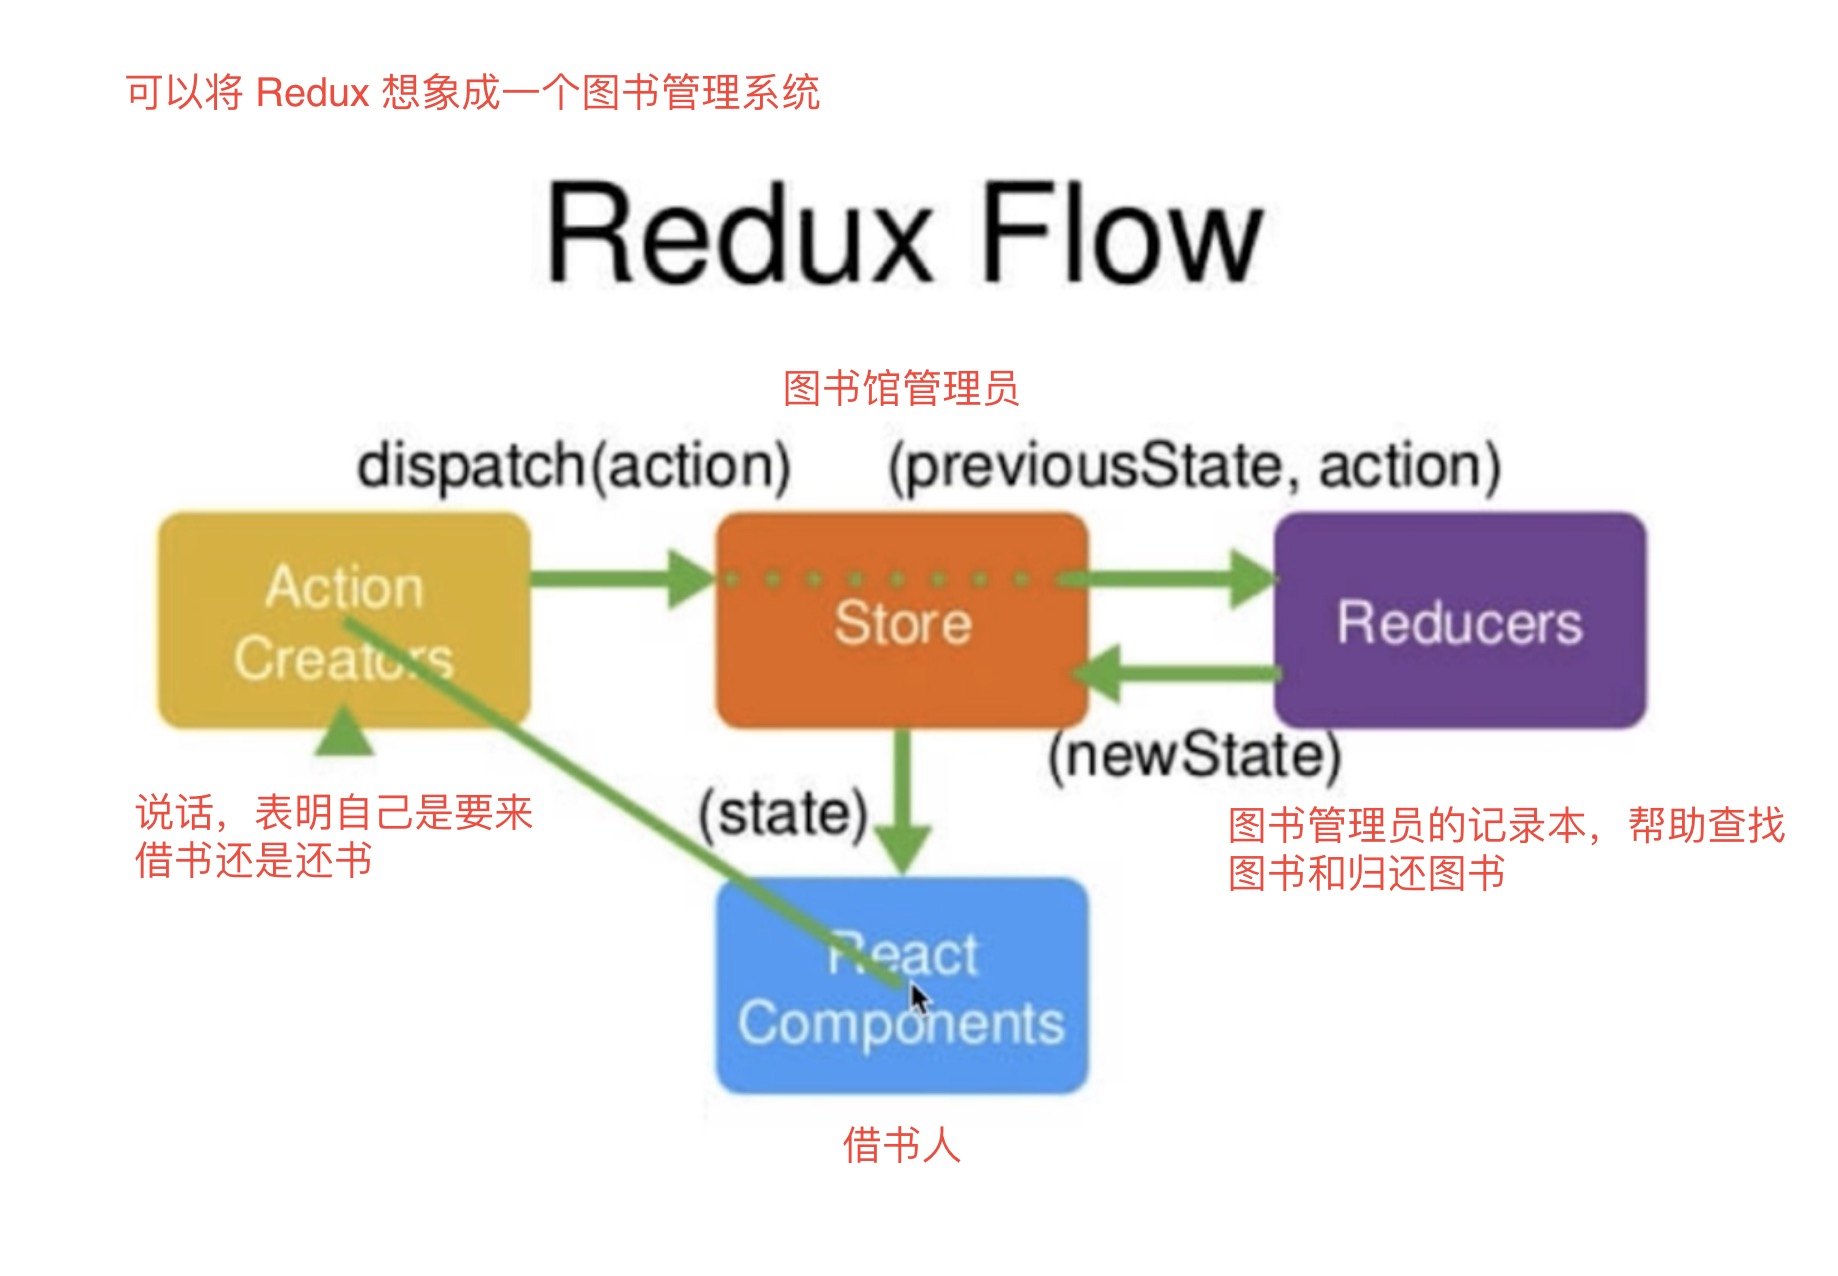 可以将 Redux 想象成一个图书管理系统
Redux Flow
图书馆管理员
dispatch(action)
(previousState, action)
Action
Creators
Store
Reducers
(newState)
(state)
说话，表明自己是要来
借书还是还书
图书管理员的记录本，帮助查找
图书和归还图书
React
Components
借书人